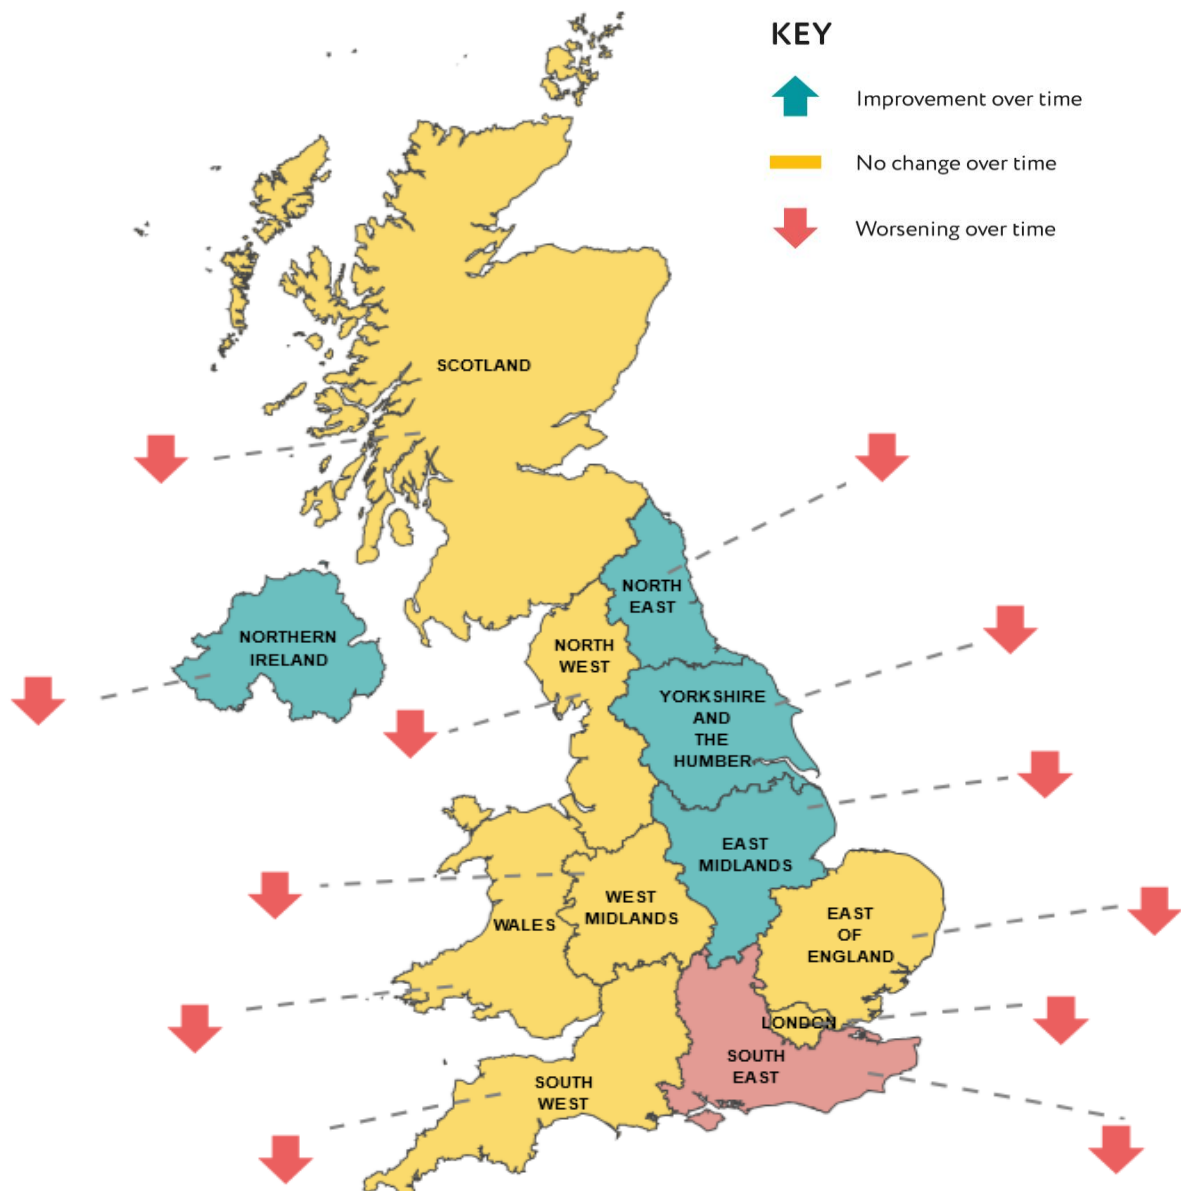 KEY
Improvement over time
No change over time
Worsening over time
SCOTLAND
NORTH
EAST
NORTHERN
IRELAND
NORTH
WEST
YORKSHIRE
AND
THE
HUMBER
EAST
MIDLANDS
WEST
MIDLANDS
WALES
EAST
OF
ENGLAND
LONDON
SOUTH
EAST
SOUTH
WEST